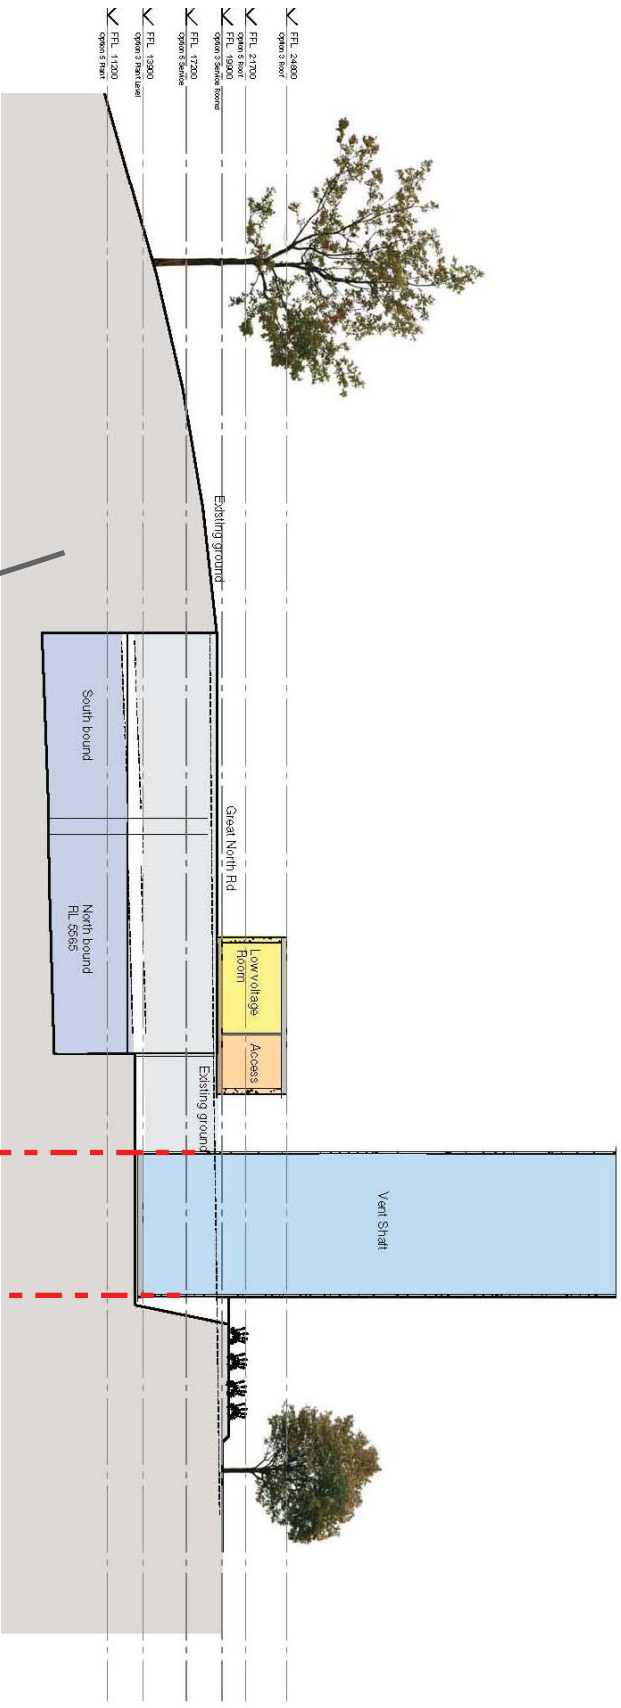 FFL 24800
Option 3 Roof
FFL 21700
Option 5 Roof
FFL 19900
Option 3 Service Rooms
FFL 17200
Option 5 Service
FFL 13900
Option 3 Plant Level
FFL 11200
Option 5 Plant
Existing ground
Great North Rd
South bound
North bound
RL 5565
Low voltage
Room
Access
Existing ground
Vent Shaft